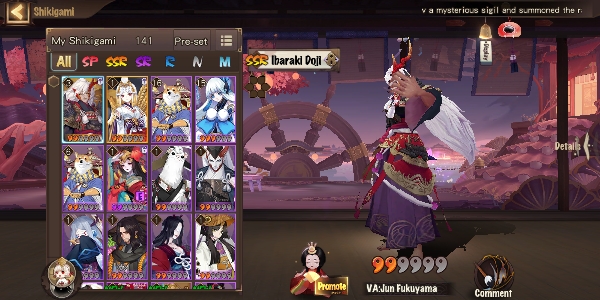 Shikigami
v a mysterious sigil and summoned the r
My Shikigami 141 Pre-set
All SP SSR SR R N M
SSR Ibaraki Doji
Display
Details
Promote
VA:Jun Fukuyama
Comment